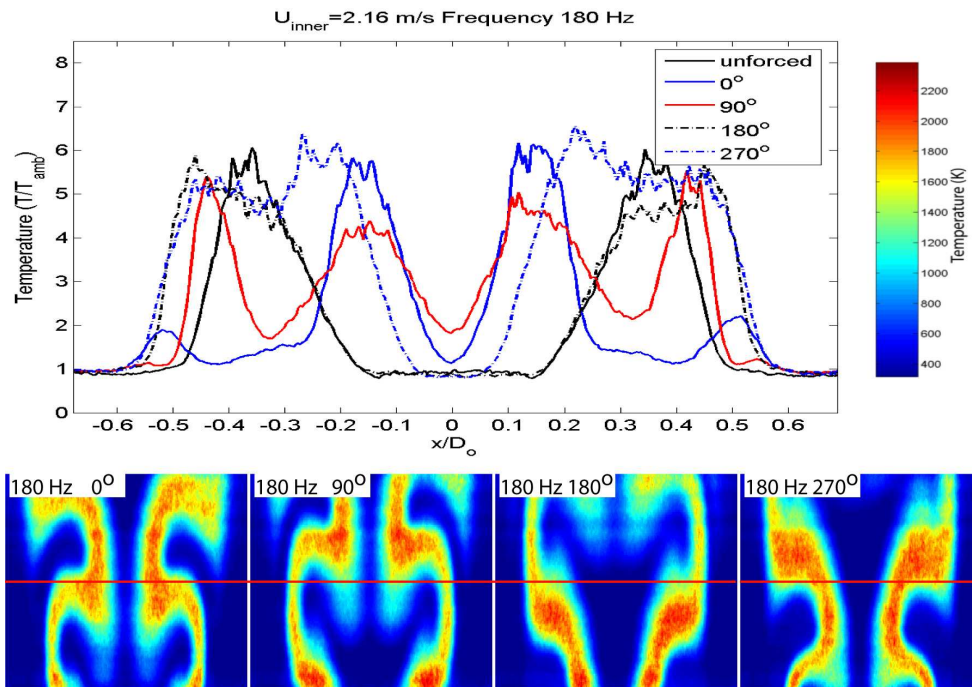 U_inner=2.16 m/s Frequency 180 Hz
8
7
6
5
4
3
2
1
0
Temperature (T/T_amb)
-0.6 -0.5 -0.4 -0.3 -0.2 -0.1 0 0.1 0.2 0.3 0.4 0.5 0.6
x/D_o
unforced
0°
90°
180°
270°
2200
2000
1800
1600
1400
1200
1000
800
600
400
Temperature (K)
180 Hz 0°
180 Hz 90°
180 Hz 180°
180 Hz 270°